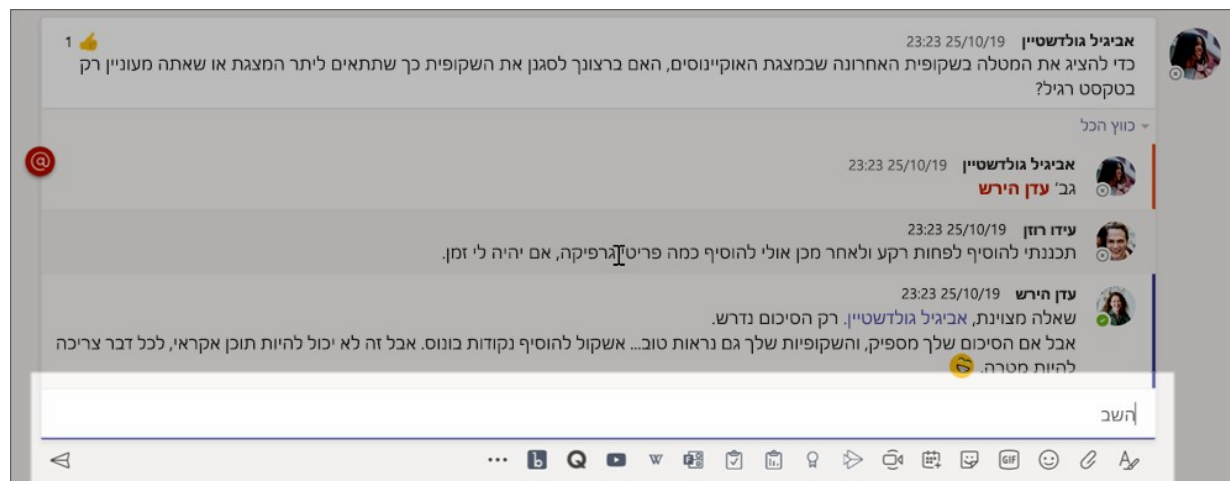 אביגיל גולדשטיין 25/10/19 23:23
1
כדי להציג את המטלה בשקופית האחרונה שבמצגת האוקיינוסים, האם ברצונך לסגנן את השקופית כך שתתאים ליתר המצגת או שאתה מעוניין רק
בטקסט רגיל?
כווץ הכל
@
אביגיל גולדשטיין 25/10/19 23:23
גב' עדן הירש
עידו רוזן 25/10/19 23:23
תכננתי להוסיף לפחות רקע ולאחר מכן אולי להוסיף כמה פריטי גרפיקה, אם יהיה לי זמן.
עדן הירש 25/10/19 23:23
שאלה מצוינת, אביגיל גולדשטיין. רק הסיכום נדרש.
אבל אם הסיכום שלך מספיק, והשקופיות שלך גם נראות טוב... אשקול להוסיף נקודות בונוס. אבל זה לא יכול להיות תוכן אקראי, לכל דבר צריכה
להיות מטרה.
השב
GIF
W
Q
b